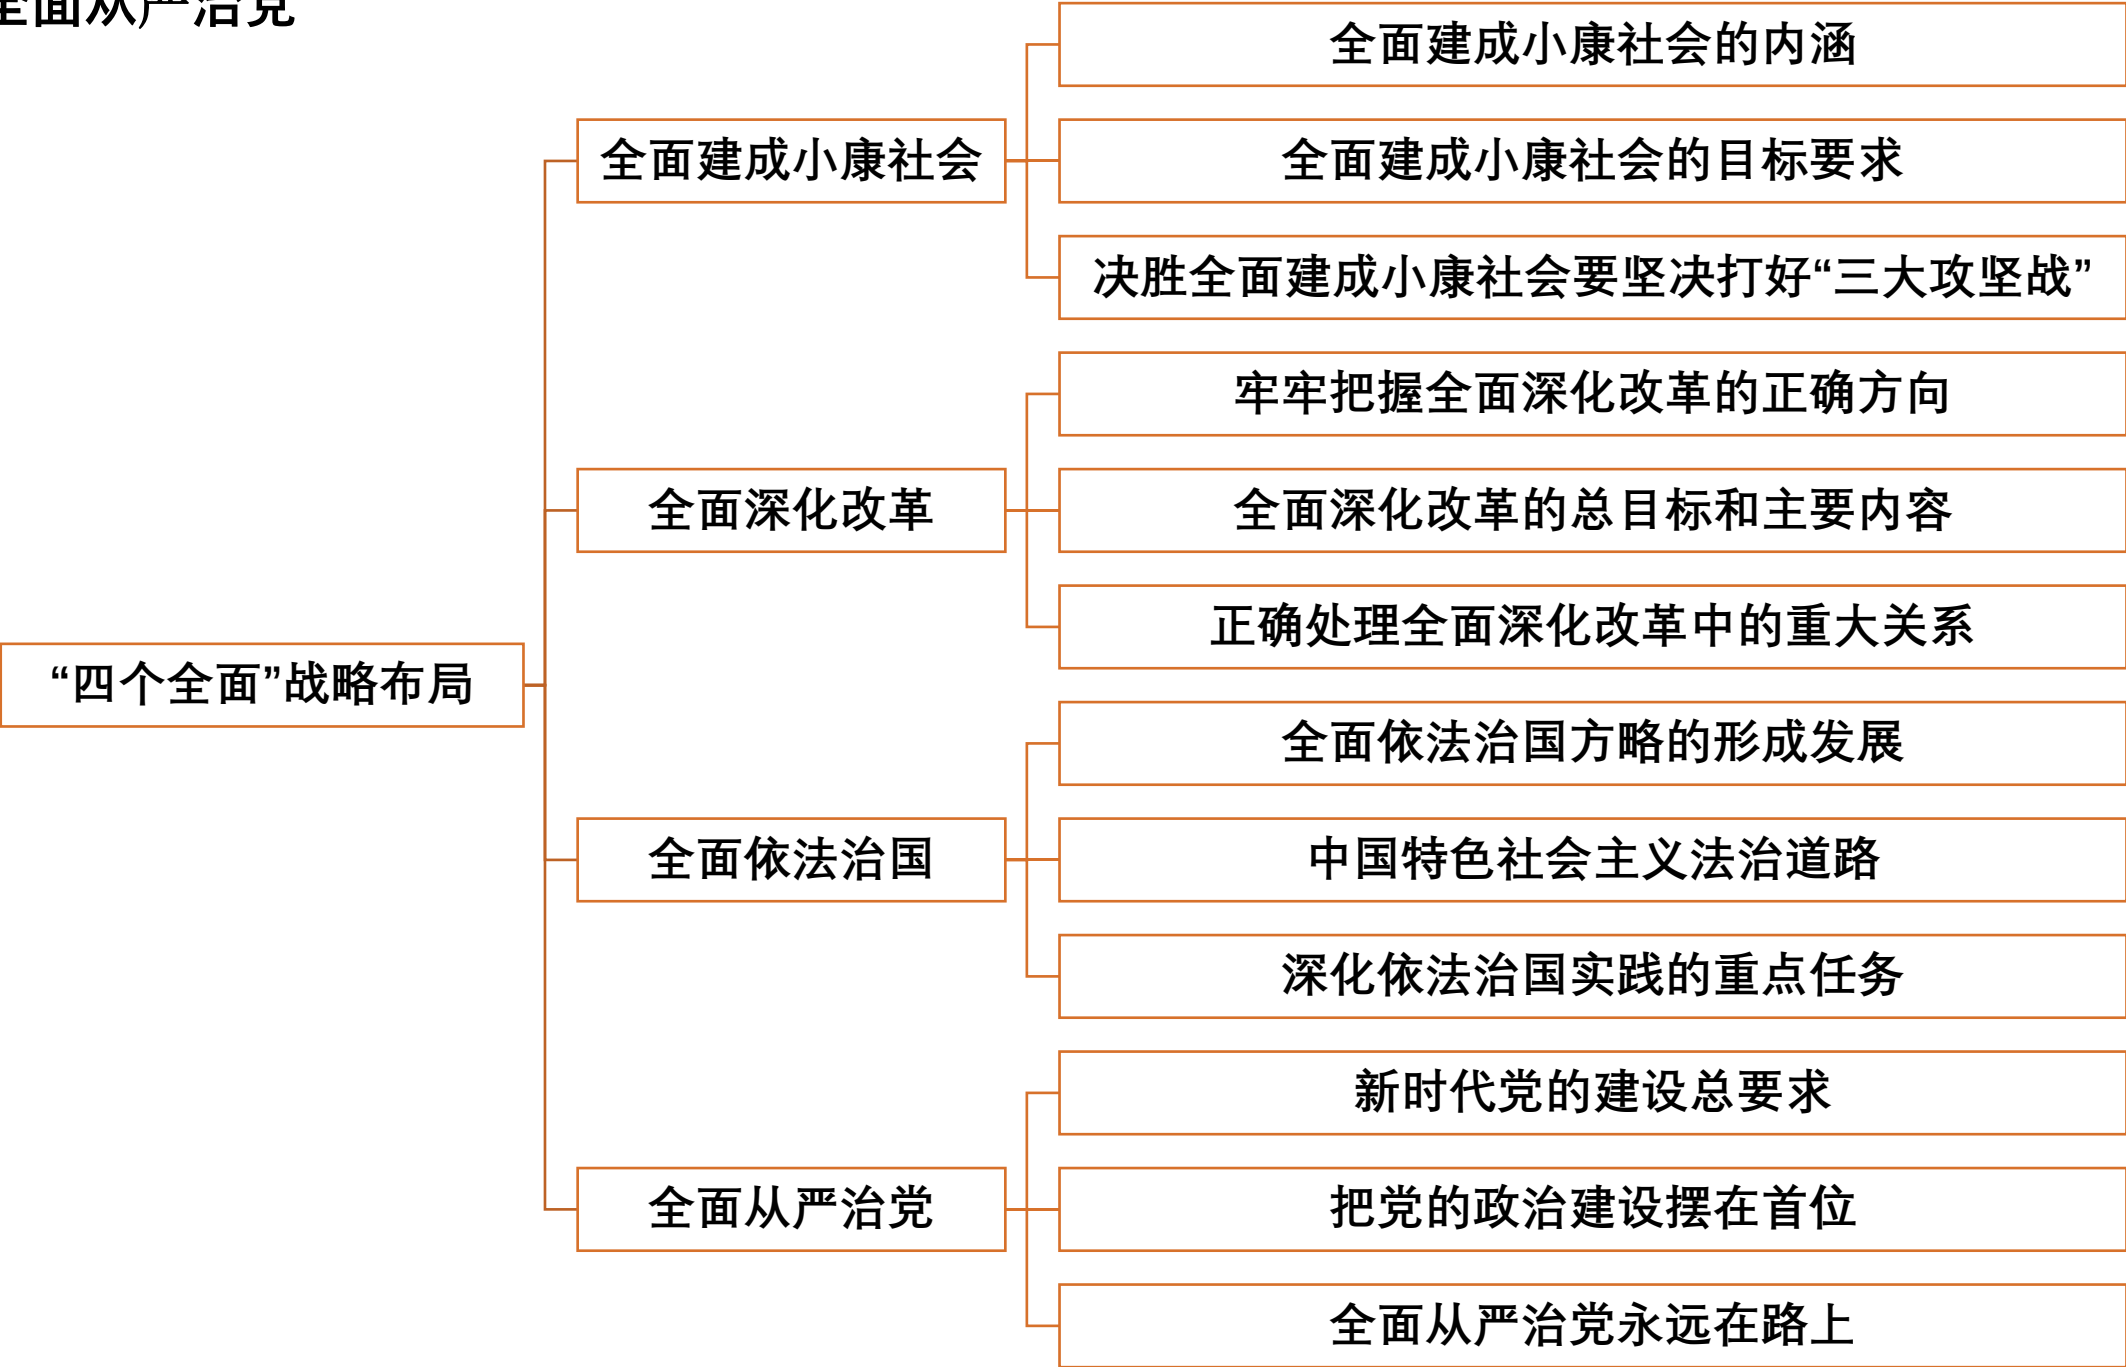 全面从严治党
全面建成小康社会的内涵
全面建成小康社会
全面建成小康社会的目标要求
决胜全面建成小康社会要坚决打好“三大攻坚战”
牢牢把握全面深化改革的正确方向
全面深化改革
全面深化改革的总目标和主要内容
正确处理全面深化改革中的重大关系
“四个全面”战略布局
全面依法治国方略的形成发展
全面依法治国
中国特色社会主义法治道路
深化依法治国实践的重点任务
新时代党的建设总要求
全面从严治党
把党的政治建设摆在首位
全面从严治党永远在路上